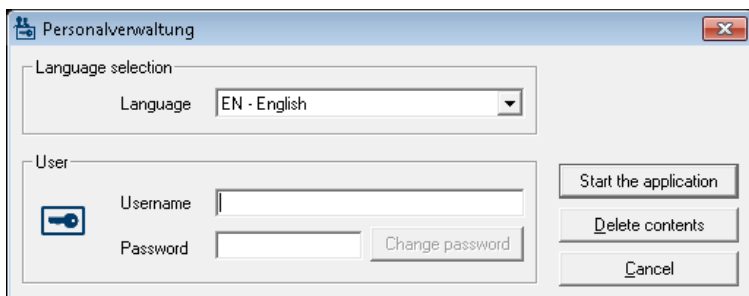 Personalverwaltung
Language selection
Language EN - English
User
Username
Password Change password
Start the application
Delete contents
Cancel